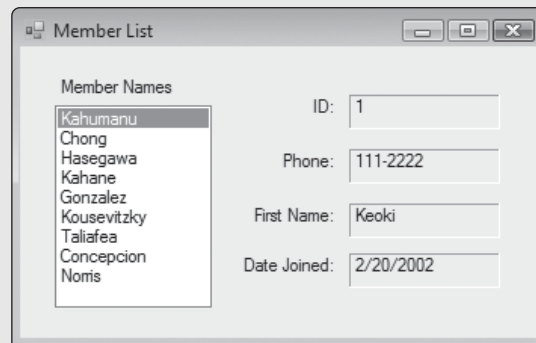 Member List
Member Names
Kahumanu
Chong
Hasegawa
Kahane
Gonzalez
Kousevitzky
Taliafea
Concepcion
Norris
ID: 1
Phone: 111-2222
First Name: Keoki
Date Joined: 2/20/2002